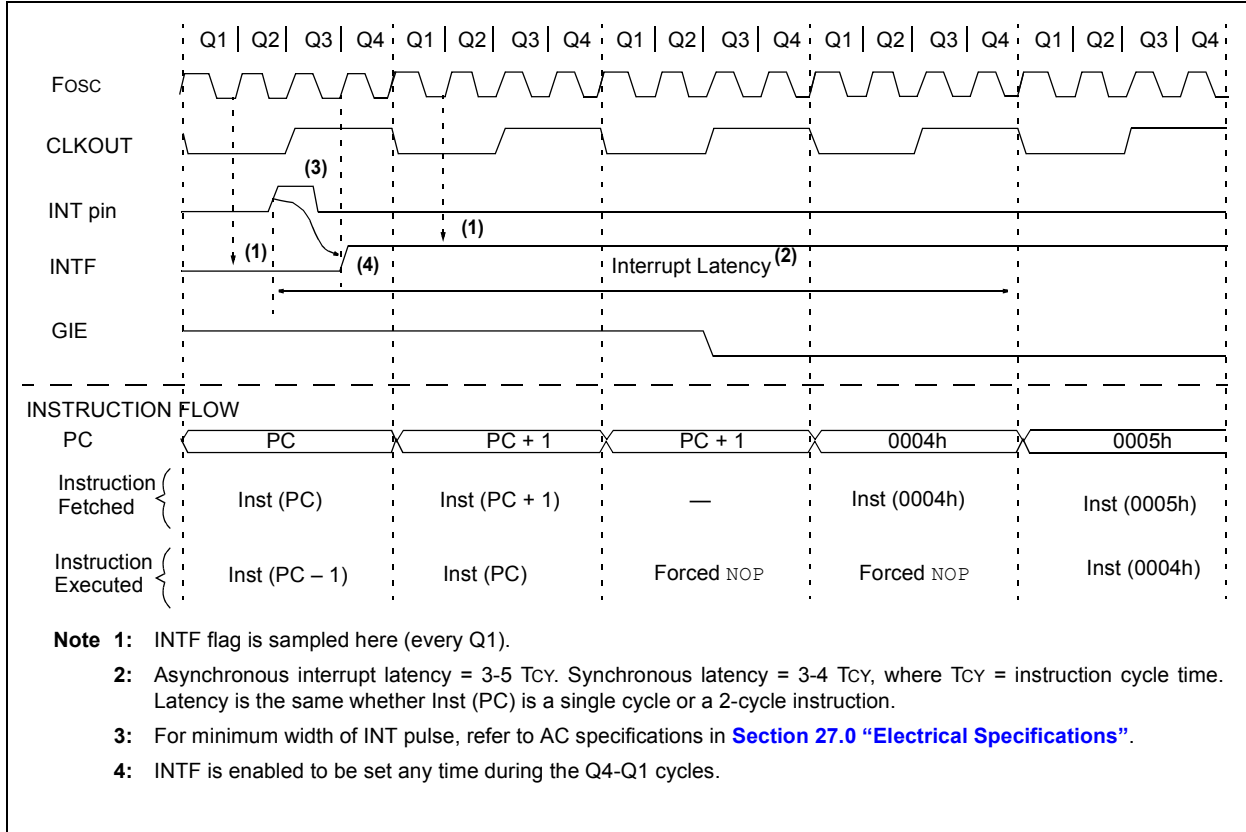 Q1 Q2 Q3 Q4 Q1 Q2 Q3 Q4 Q1 Q2 Q3 Q4 Q1 Q2 Q3 Q4 Q1 Q2 Q3 Q4
FOSC
CLKOUT
(3)
INT pin
(1)
(1)
INTF
(4)
Interrupt Latency(2)
GIE
INSTRUCTION FLOW
PC PC PC + 1 PC + 1 0004h 0005h
Instruction
Fetched
Inst (PC) Inst (PC + 1) — Inst (0004h) Inst (0005h)
Instruction
Executed
Inst (PC – 1) Inst (PC) Forced NOP Forced NOP Inst (0004h)
Note 1: INTF flag is sampled here (every Q1).
2: Asynchronous interrupt latency = 3-5 TCY. Synchronous latency = 3-4 TCY, where TCY = instruction cycle time.
Latency is the same whether Inst (PC) is a single cycle or a 2-cycle instruction.
3: For minimum width of INT pulse, refer to AC specifications in Section 27.0 “Electrical Specifications”.
4: INTF is enabled to be set any time during the Q4-Q1 cycles.